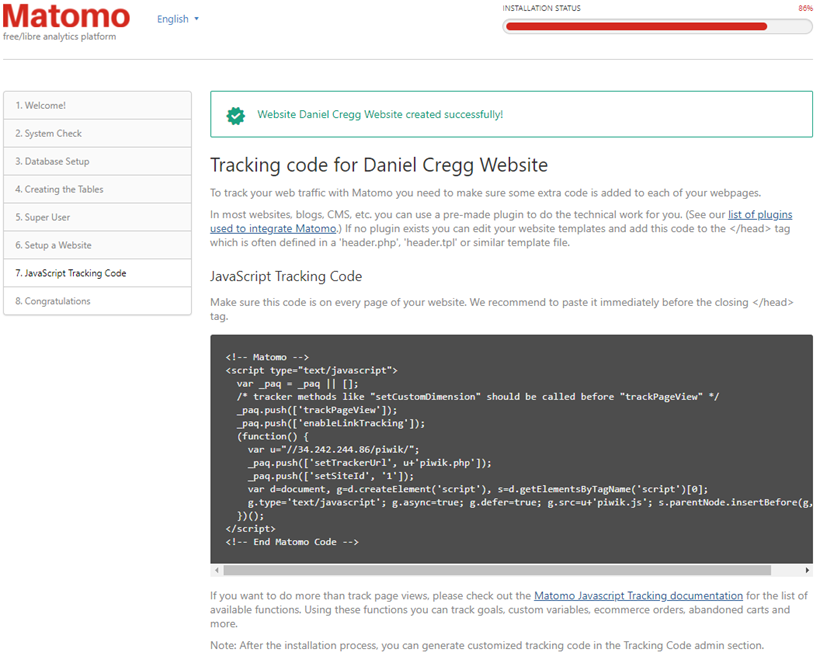 Matomo
free/libre analytics platform
English
INSTALLATION STATUS
86%
1. Welcome!
2. System Check
3. Database Setup
4. Creating the Tables
5. Super User
6. Setup a Website
7. JavaScript Tracking Code
8. Congratulations
Website Daniel Cregg Website created successfully!
Tracking code for Daniel Cregg Website
To track your web traffic with Matomo you need to make sure some extra code is added to each of your webpages.
In most websites, blogs, CMS, etc. you can use a pre-made plugin to do the technical work for you. (See our list of plugins
used to integrate Matomo.) If no plugin exists you can edit your website templates and add this code to the </head> tag
which is often defined in a 'header.php', 'header.tpl' or similar template file.
JavaScript Tracking Code
Make sure this code is on every page of your website. We recommend to paste it immediately before the closing </head>
tag.
<!-- Matomo -->
<script type="text/javascript">
  var _paq = _paq || [];
  /* tracker methods like "setCustomDimension" should be called before "trackPageView" */
  _paq.push(['trackPageView']);
  _paq.push(['enableLinkTracking']);
  (function() {
    var u="//34.242.244.86/piwik/";
    _paq.push(['setTrackerUrl', u+'piwik.php']);
    _paq.push(['setSiteId', '1']);
    var d=document, g=d.createElement('script'), s=d.getElementsByTagName('script')[0];
    g.type='text/javascript'; g.async=true; g.defer=true; g.src=u+'piwik.js'; s.parentNode.insertBefore(g,
  })();
</script>
<!-- End Matomo Code -->
If you want to do more than track page views, please check out the Matomo Javascript Tracking documentation for the list of
available functions. Using these functions you can track goals, custom variables, ecommerce orders, abandoned carts and
more.
Note: After the installation process, you can generate customized tracking code in the Tracking Code admin section.